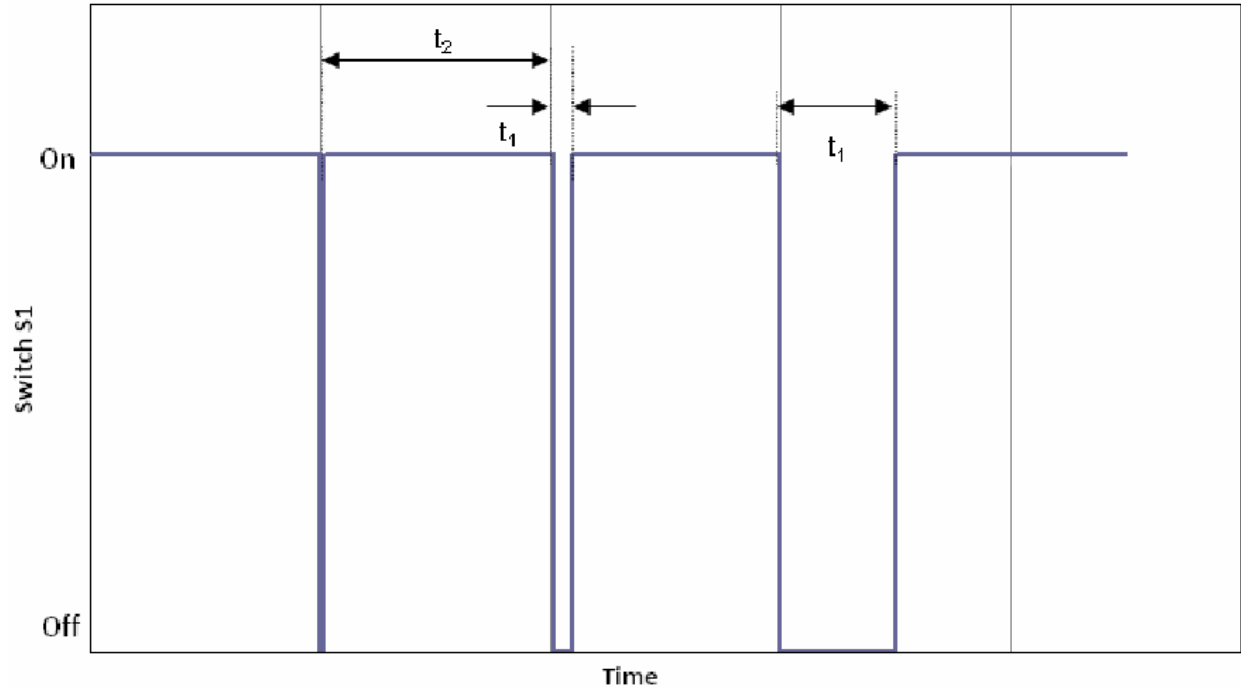 t₂
t₁
t₁
On
Switch S1
Off
Time